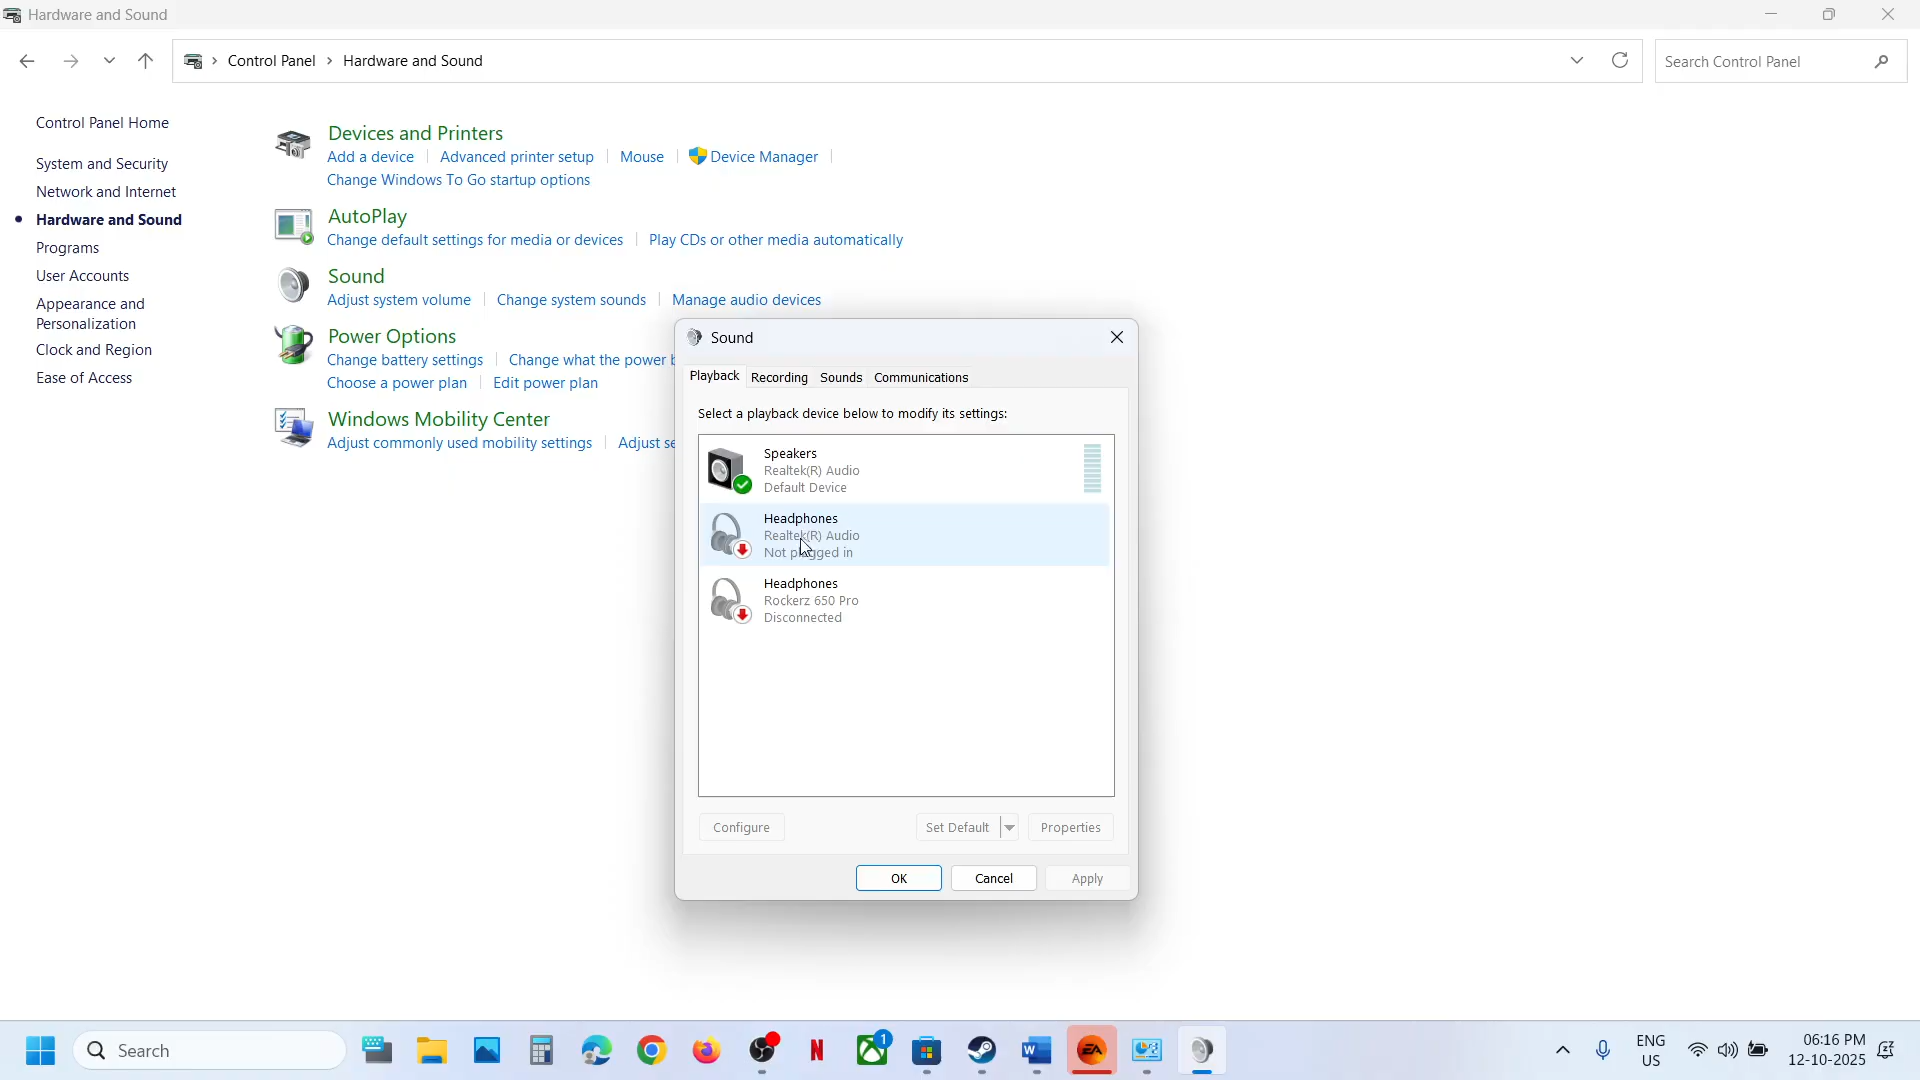 Hardware and Sound
Control Panel > Hardware and Sound
Search Control Panel
Control Panel Home
System and Security
Network and Internet
Hardware and Sound
Programs
User Accounts
Appearance and
Personalization
Clock and Region
Ease of Access
Devices and Printers
Add a device
Advanced printer setup
Mouse
Device Manager
Change Windows To Go startup options
AutoPlay
Change default settings for media or devices
Play CDs or other media automatically
Sound
Adjust system volume
Change system sounds
Manage audio devices
Power Options
Change battery settings
Change what the power b
Choose a power plan
Edit power plan
Windows Mobility Center
Adjust commonly used mobility settings
Adjust se
Sound
Playback
Recording
Sounds
Communications
Select a playback device below to modify its settings:
Speakers
Realtek(R) Audio
Default Device
Headphones
Realtek(R) Audio
Not plugged in
Headphones
Rockerz 650 Pro
Disconnected
Configure
Set Default
Properties
OK
Cancel
Apply
Search
N
1
W
EA
ENG
US
06:16 PM
12-10-2025